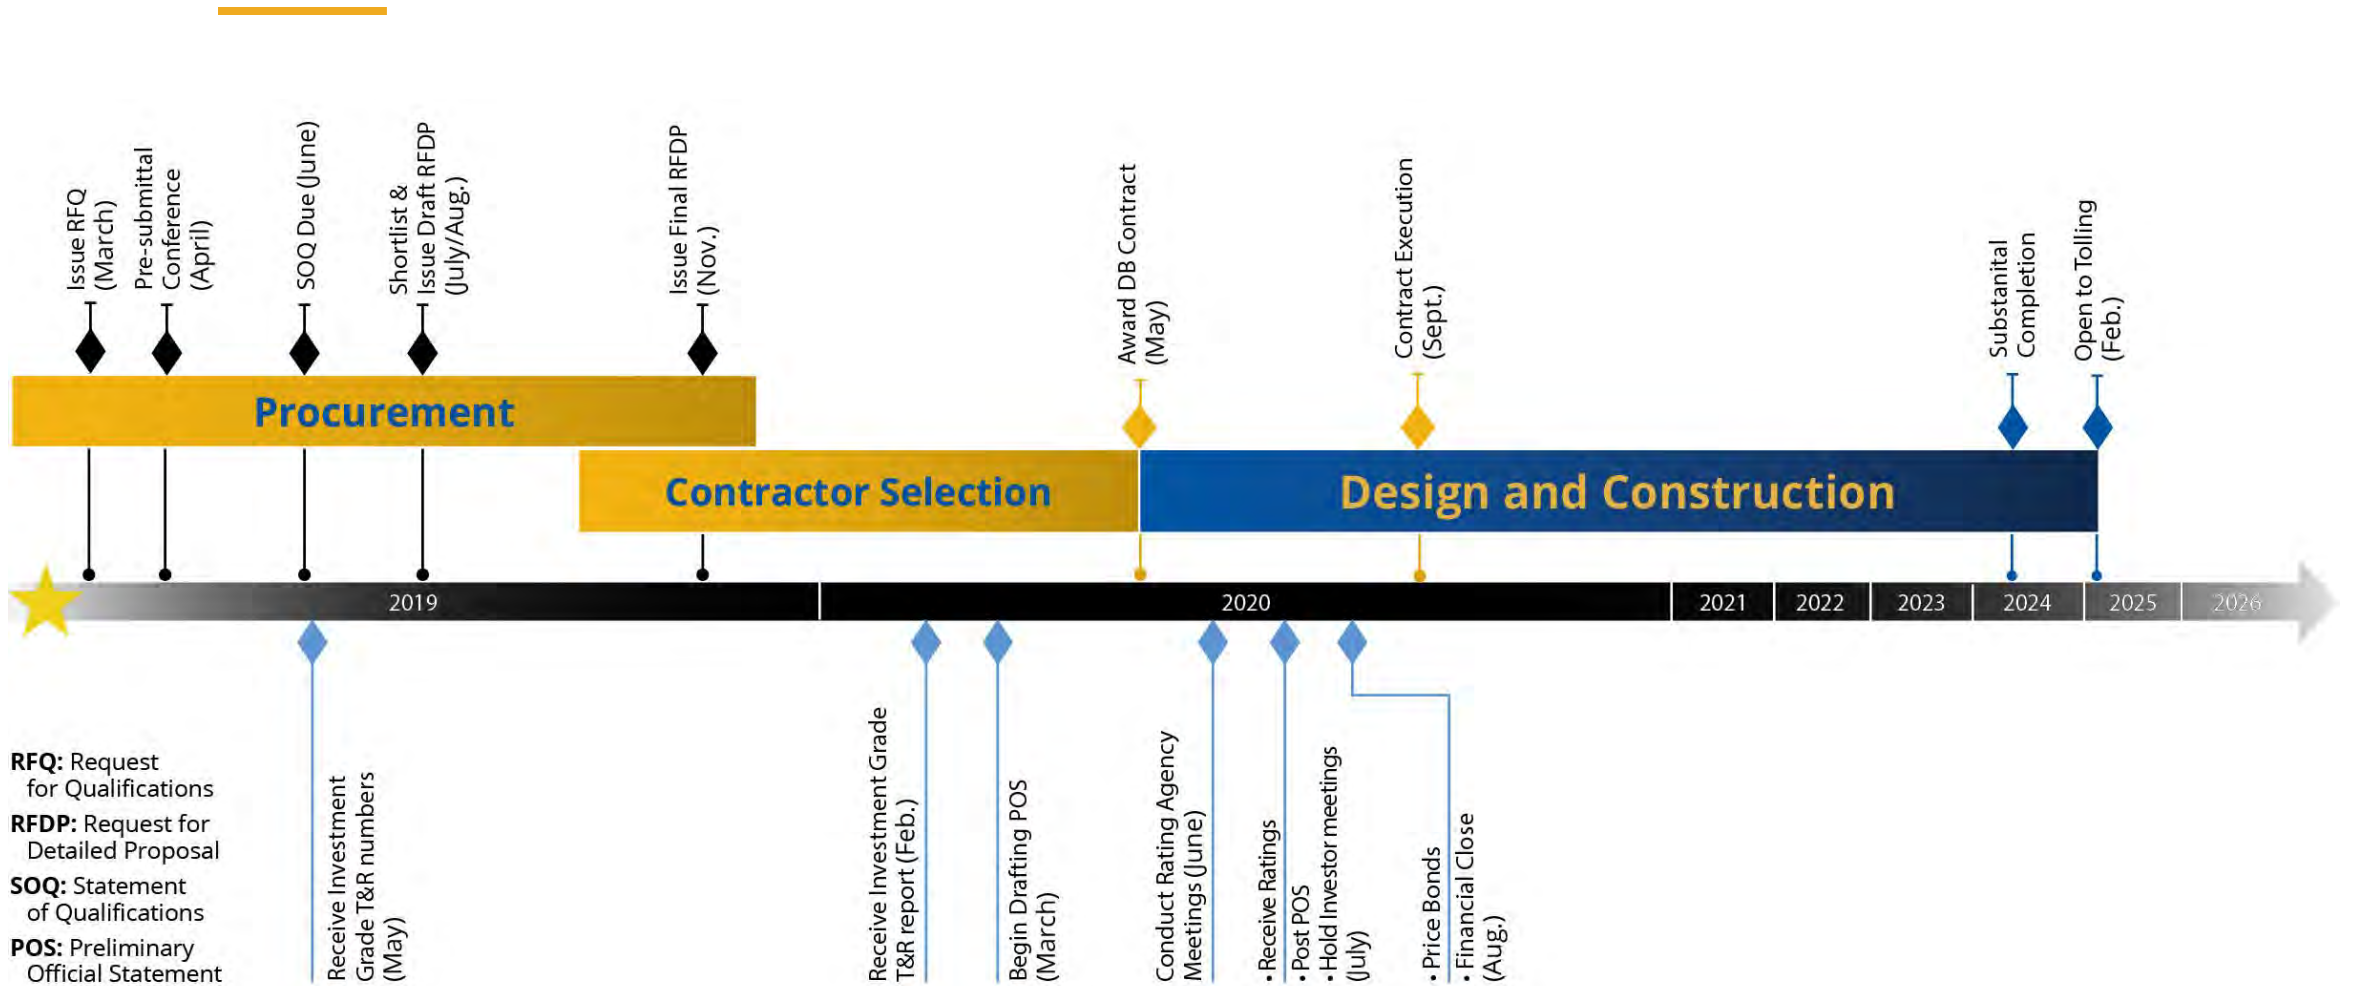 Issue RFQ
(March)
Pre-submittal
Conference
(April)
SOQ Due (June)
Shortlist &
Issue Draft RFDP
(July/Aug.)
Issue Final RFDP
(Nov.)
Award DB Contract
(May)
Contract Execution
(Sept.)
Substanital
Completion
Open to Tolling
(Feb.)
Procurement
Contractor Selection
Design and Construction
2019
2020
2021
2022
2023
2024
2025
2026
RFQ: Request
for Qualifications
RFDP: Request for
Detailed Proposal
SOQ: Statement
of Qualifications
POS: Preliminary
Official Statement
Receive Investment
Grade T&R numbers
(May)
Receive Investment Grade
T&R report (Feb.)
Begin Drafting POS
(March)
Conduct Rating Agency
Meetings (June)
• Receive Ratings
• Post POS
• Hold Investor meetings
(July)
• Price Bonds
• Financial Close
(Aug.)